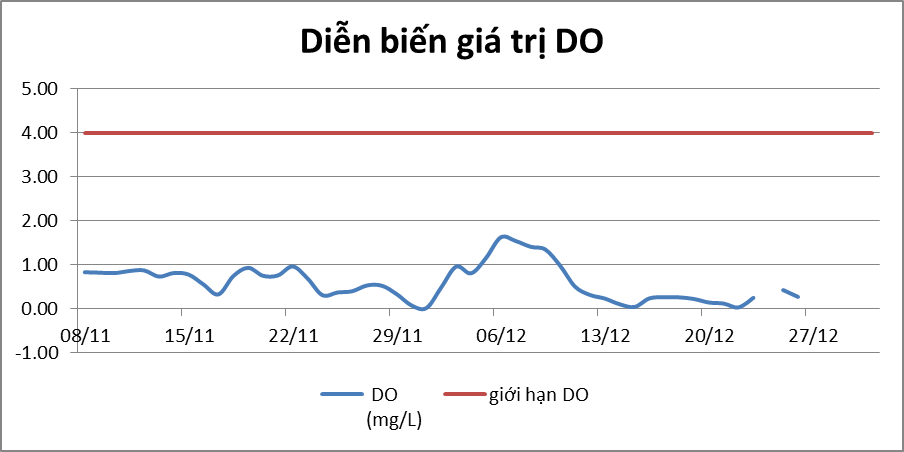 Diễn biến giá trị DO
5.00
4.00
3.00
2.00
1.00
0.00
-1.00
08/11 15/11 22/11 29/11 06/12 13/12 20/12 27/12
DO (mg/L)
giới hạn DO